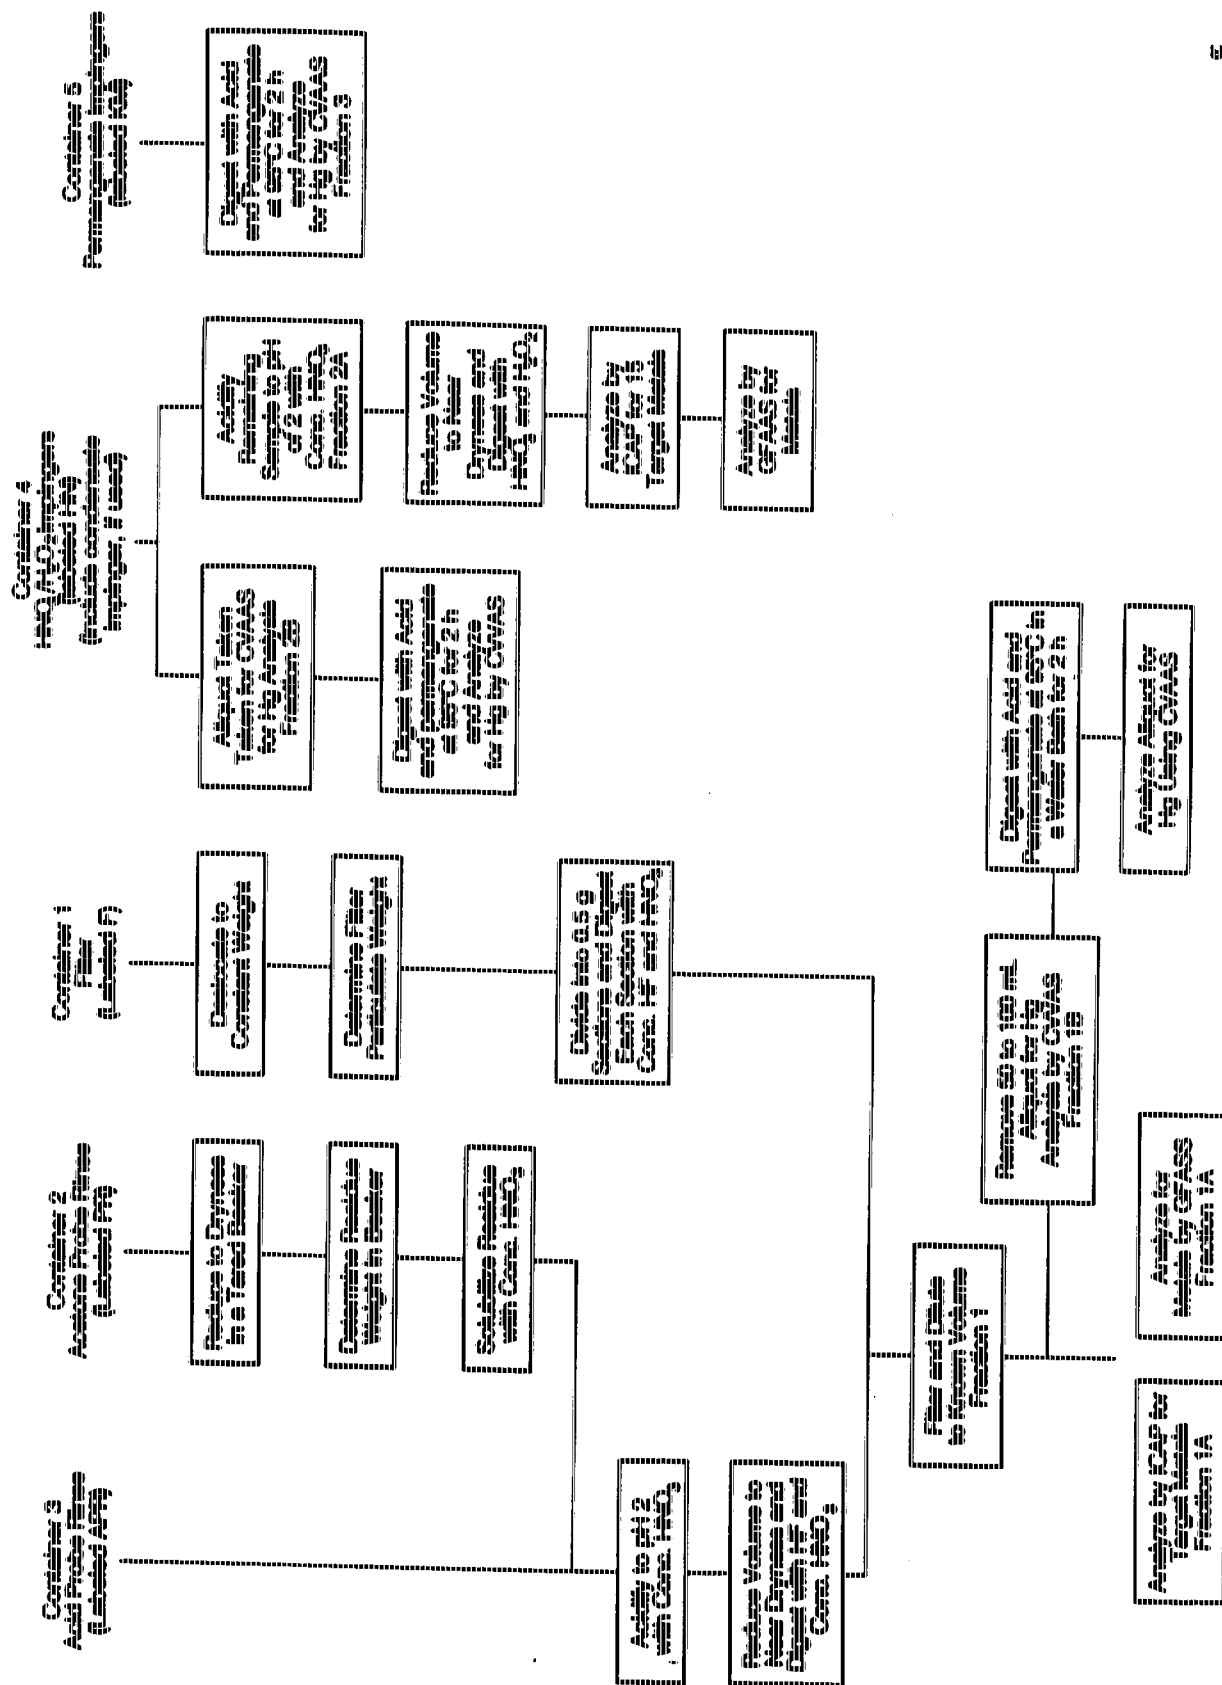 Container 3
Acid Probe Rinse
(Labeled APR)
Container 2
Acetone Probe Rinse
(Labeled PR)
Container 1
Filter
(Labeled F)
Container 4
HNO3/H2O2 Impingers
(Labeled HN)
(include condensate
impinger, if used)
Container 5
Permanganate Impingers
(labeled KM)
Reduce to Dryness
in a Tared Beaker
Determine Residue
Weight in Beaker
Solubilize Residue
with Conc. HNO3
Desiccate to
Constant Weight
Determine Filter
Particulate Weight
Divide into 0.5 g
Sections and Digest
Each Section with
Conc. HF and HNO3
Aliquot Taken
Taken for CVAAS
for Hg Analysis
Fraction 2B
Digest with Acid
and permanganate
at 95°C for 2 h
and Analyze
for Hg by CVAAS
Acidify
Remaining
Sample to pH
of 2 with
Conc. HNO3
Fraction 2A
Reduce Volume
to Near
Dryness and
Digest with
HNO3 and H2O2
Analyze by
ICAP for 15
Target Metals
Analyze by
GFAAS for
Metals
Digest with Acid
and Permanganate
at 95°C for 2 h
and Analyze
for Hg by CVAAS
Fraction 3
Acidify to pH 2
with Conc. HNO3
Reduce Volume to
Near Dryness and
Digest with HF and
Conc. HNO3
Filter and Dilute
to Known Volume
Fraction 1
Remove 50 to 100 mL
Aliquot for Hg
Analysis by CVAAS
Fraction 1B
Digest with Acid and
Permanganate at 95°C in
a Water Bath for 2 h
Analyze Aliquot for
Hg Using CVAAS
Analyze by ICAP for
Target Metals
Fraction 1A
Analyze for
Metals by GFAAS
Fraction 1A